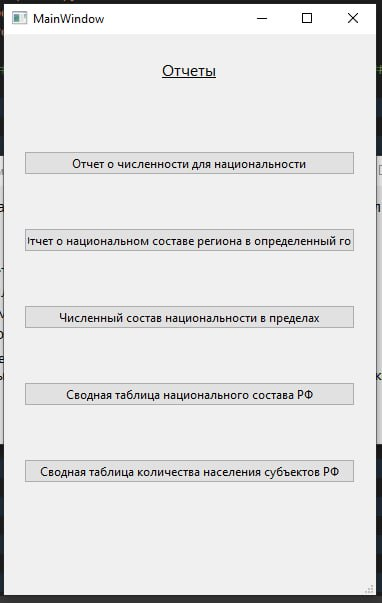 MainWindow
Отчеты
Отчет о численности для национальности
тчет о национальном составе региона в определенный го
Численный состав национальности в пределах
Сводная таблица национального состава РФ
Сводная таблица количества населения субъектов РФ